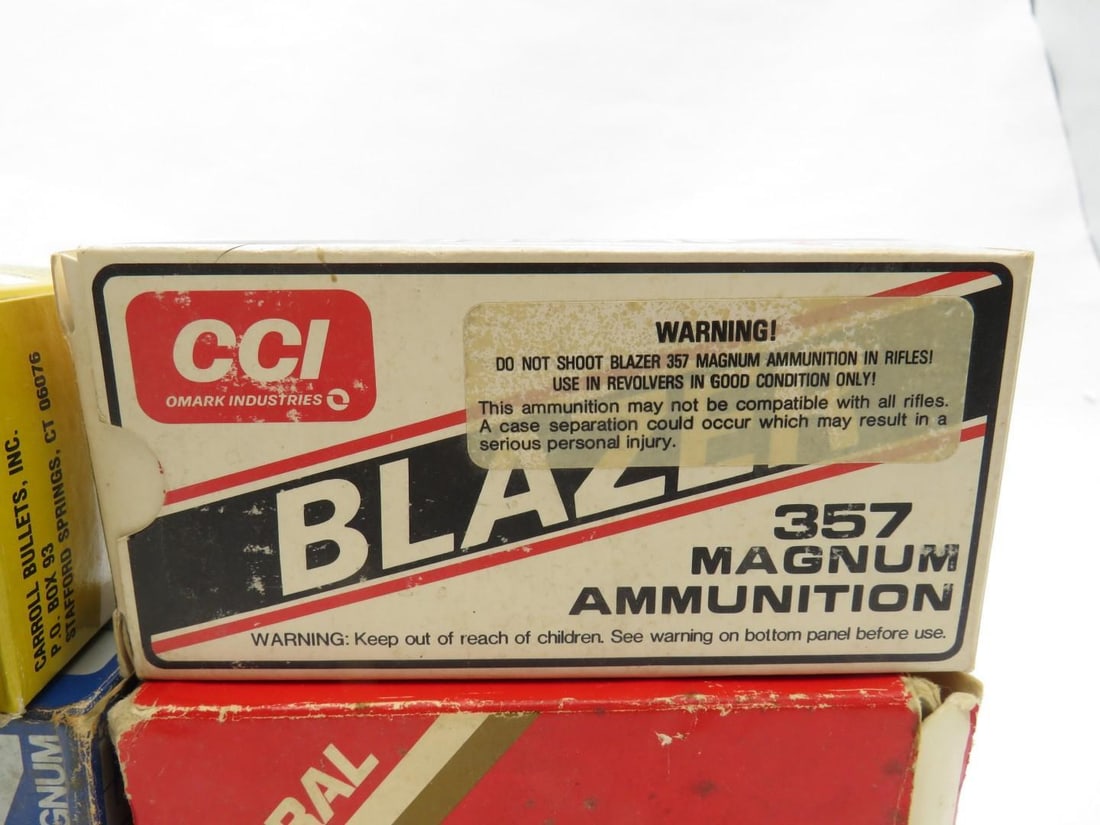 CCI
OMARK INDUSTRIES
WARNING!
DO NOT SHOOT BLAZER 357 MAGNUM AMMUNITION IN RIFLES!
USE IN REVOLVERS IN GOOD CONDITION ONLY!
This ammunition may not be compatible with all rifles.
A case separation could occur which may result in a
serious personal injury.
BLAZER
357
MAGNUM
AMMUNITION
WARNING: Keep out of reach of children. See warning on bottom panel before use.
CARROLL BULLETS, INC.
P.O. BOX 93
STAFFORD SPRINGS, CT 06076
GNUM
RAL